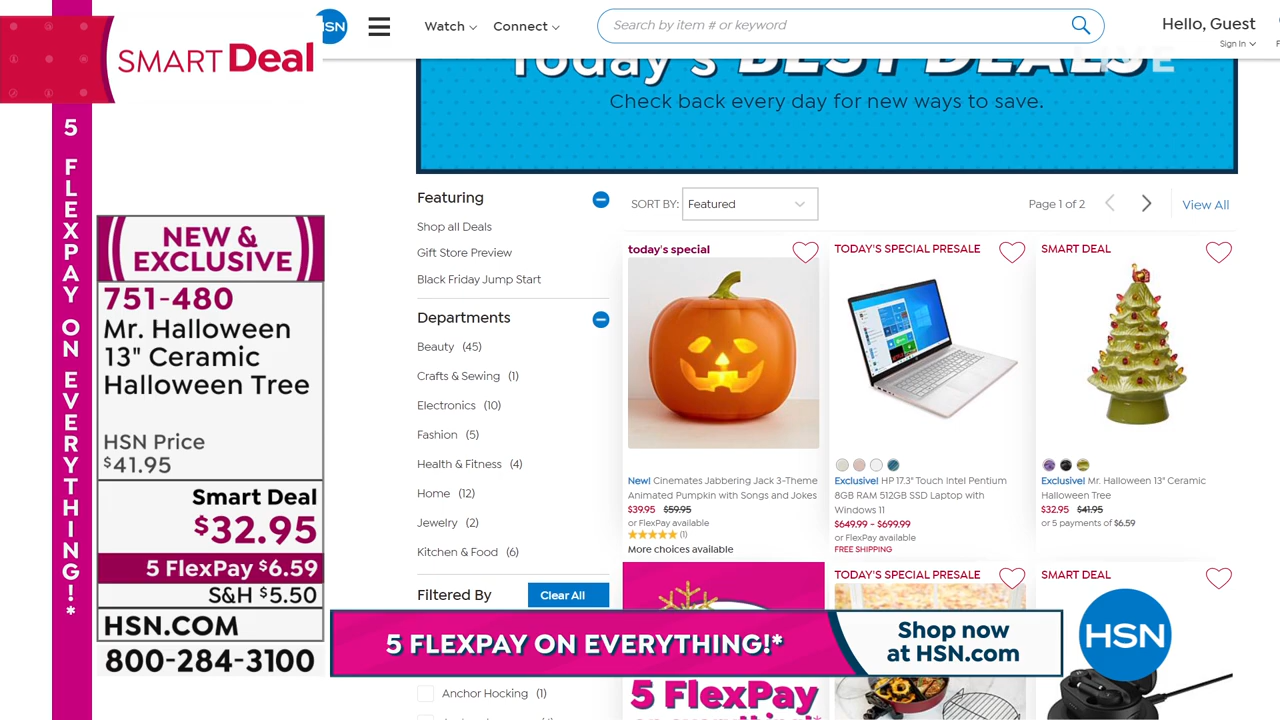 SMART Deal
5 FLEXPAY ON EVERYTHING!*
NEW &
EXCLUSIVE
751-480
Mr. Halloween
13" Ceramic
Halloween Tree
HSN Price
$41.95
Smart Deal
$32.95
5 FlexPay $6.59
S&H $5.50
HSN.COM
800-284-3100
HSN
Watch
Connect
Search by item # or keyword
Hello, Guest
Sign In
LIVE
Today's BEST DEALS
Check back every day for new ways to save.
Featuring
Shop all Deals
Gift Store Preview
Black Friday Jump Start
Departments
Beauty (45)
Crafts & Sewing (1)
Electronics (10)
Fashion (5)
Health & Fitness (4)
Home (12)
Jewelry (2)
Kitchen & Food (6)
Filtered By
Clear All
Anchor Hocking (1)
SORT BY: Featured
Page 1 of 2
View All
today's special
New! Cinemates Jabbering Jack 3-Theme
Animated Pumpkin with Songs and Jokes
$39.95 $59.95
or FlexPay available
(1)
More choices available
TODAY'S SPECIAL PRESALE
Exclusive! HP 17.3" Touch Intel Pentium
8GB RAM 512GB SSD Laptop with
Windows 11
$649.99 - $699.99
or FlexPay available
FREE SHIPPING
SMART DEAL
Exclusive! Mr. Halloween 13" Ceramic
Halloween Tree
$32.95 $41.95
or 5 payments of $6.59
TODAY'S SPECIAL PRESALE
SMART DEAL
5 FLEXPAY ON EVERYTHING!*
Shop now
at HSN.com
HSN
5 FlexPay
on everything!*